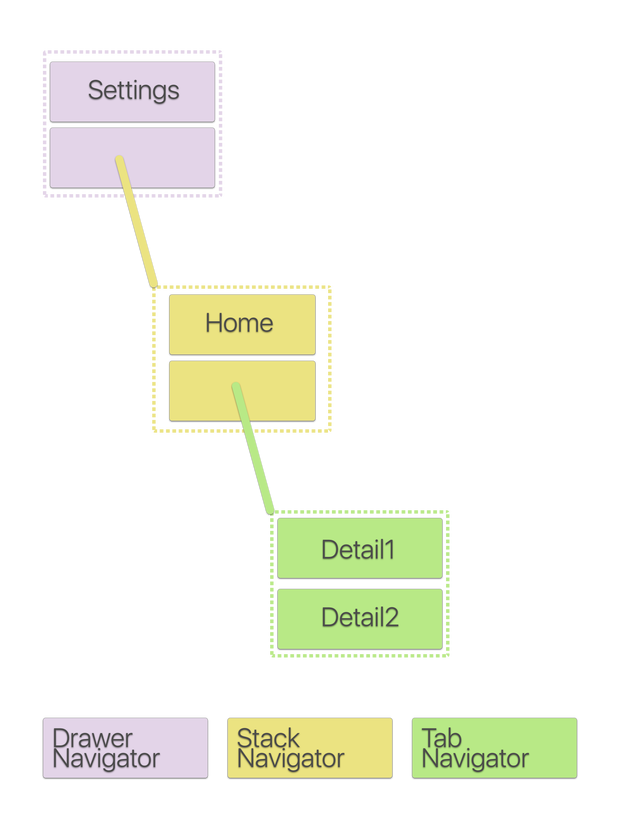 Settings
Home
Detail1
Detail2
Drawer
Navigator
Stack
Navigator
Tab
Navigator